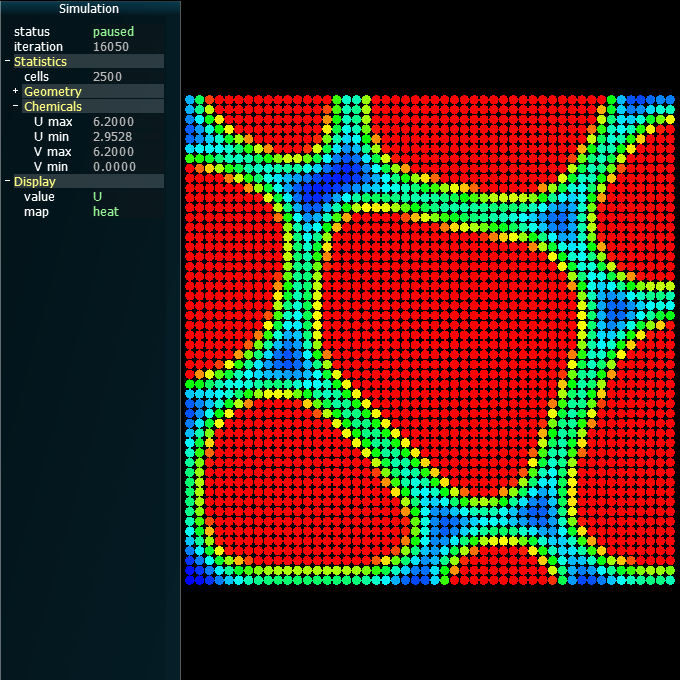 Simulation
status paused
iteration 16050
- Statistics
cells 2500
+ Geometry
- Chemicals
U max 6.2000
U min 2.9528
V max 6.2000
V min 0.0000
- Display
value U
map heat